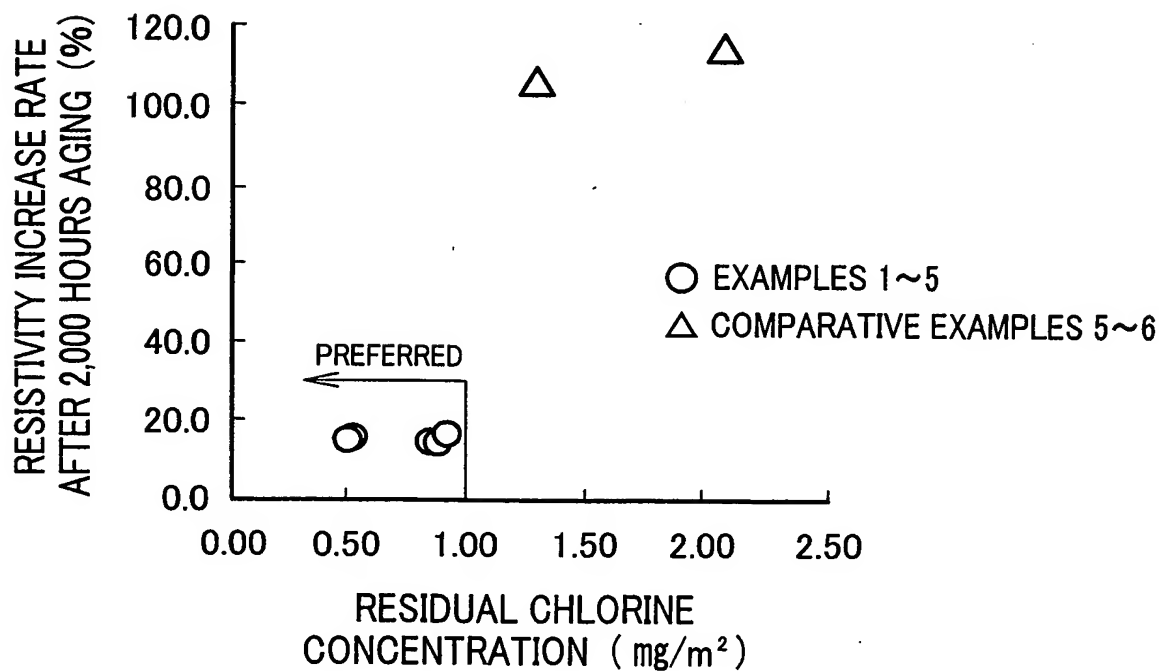 RESISTIVITY INCREASE RATE
AFTER 2,000 HOURS AGING (%)
120.0
100.0
80.0
60.0
40.0
20.0
0.0
○ EXAMPLES 1~5
△ COMPARATIVE EXAMPLES 5~6
PREFERRED
0.00 0.50 1.00 1.50 2.00 2.50
RESIDUAL CHLORINE
CONCENTRATION ( mg/m² )